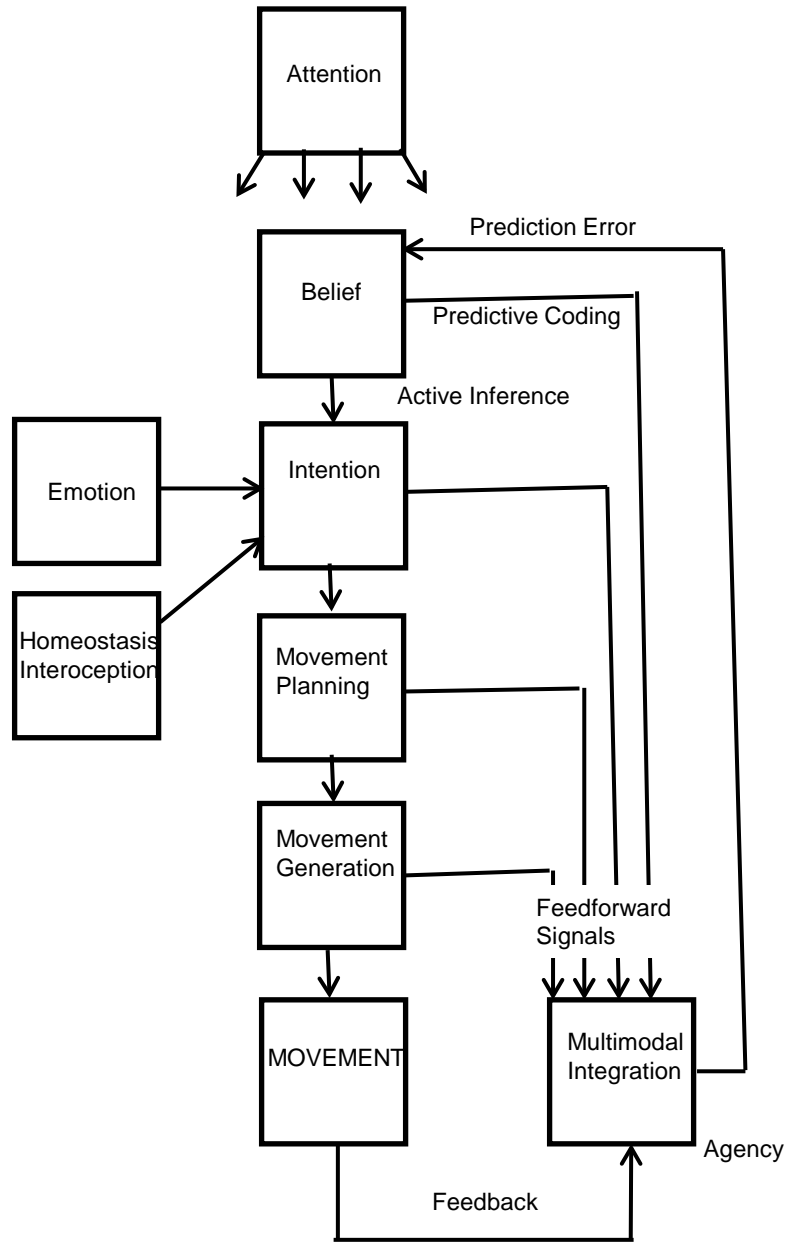 Attention
Prediction Error
Belief
Predictive Coding
Active Inference
Emotion
Intention
Homeostasis
Interoception
Movement
Planning
Movement
Generation
Feedforward
Signals
MOVEMENT
Multimodal
Integration
Agency
Feedback